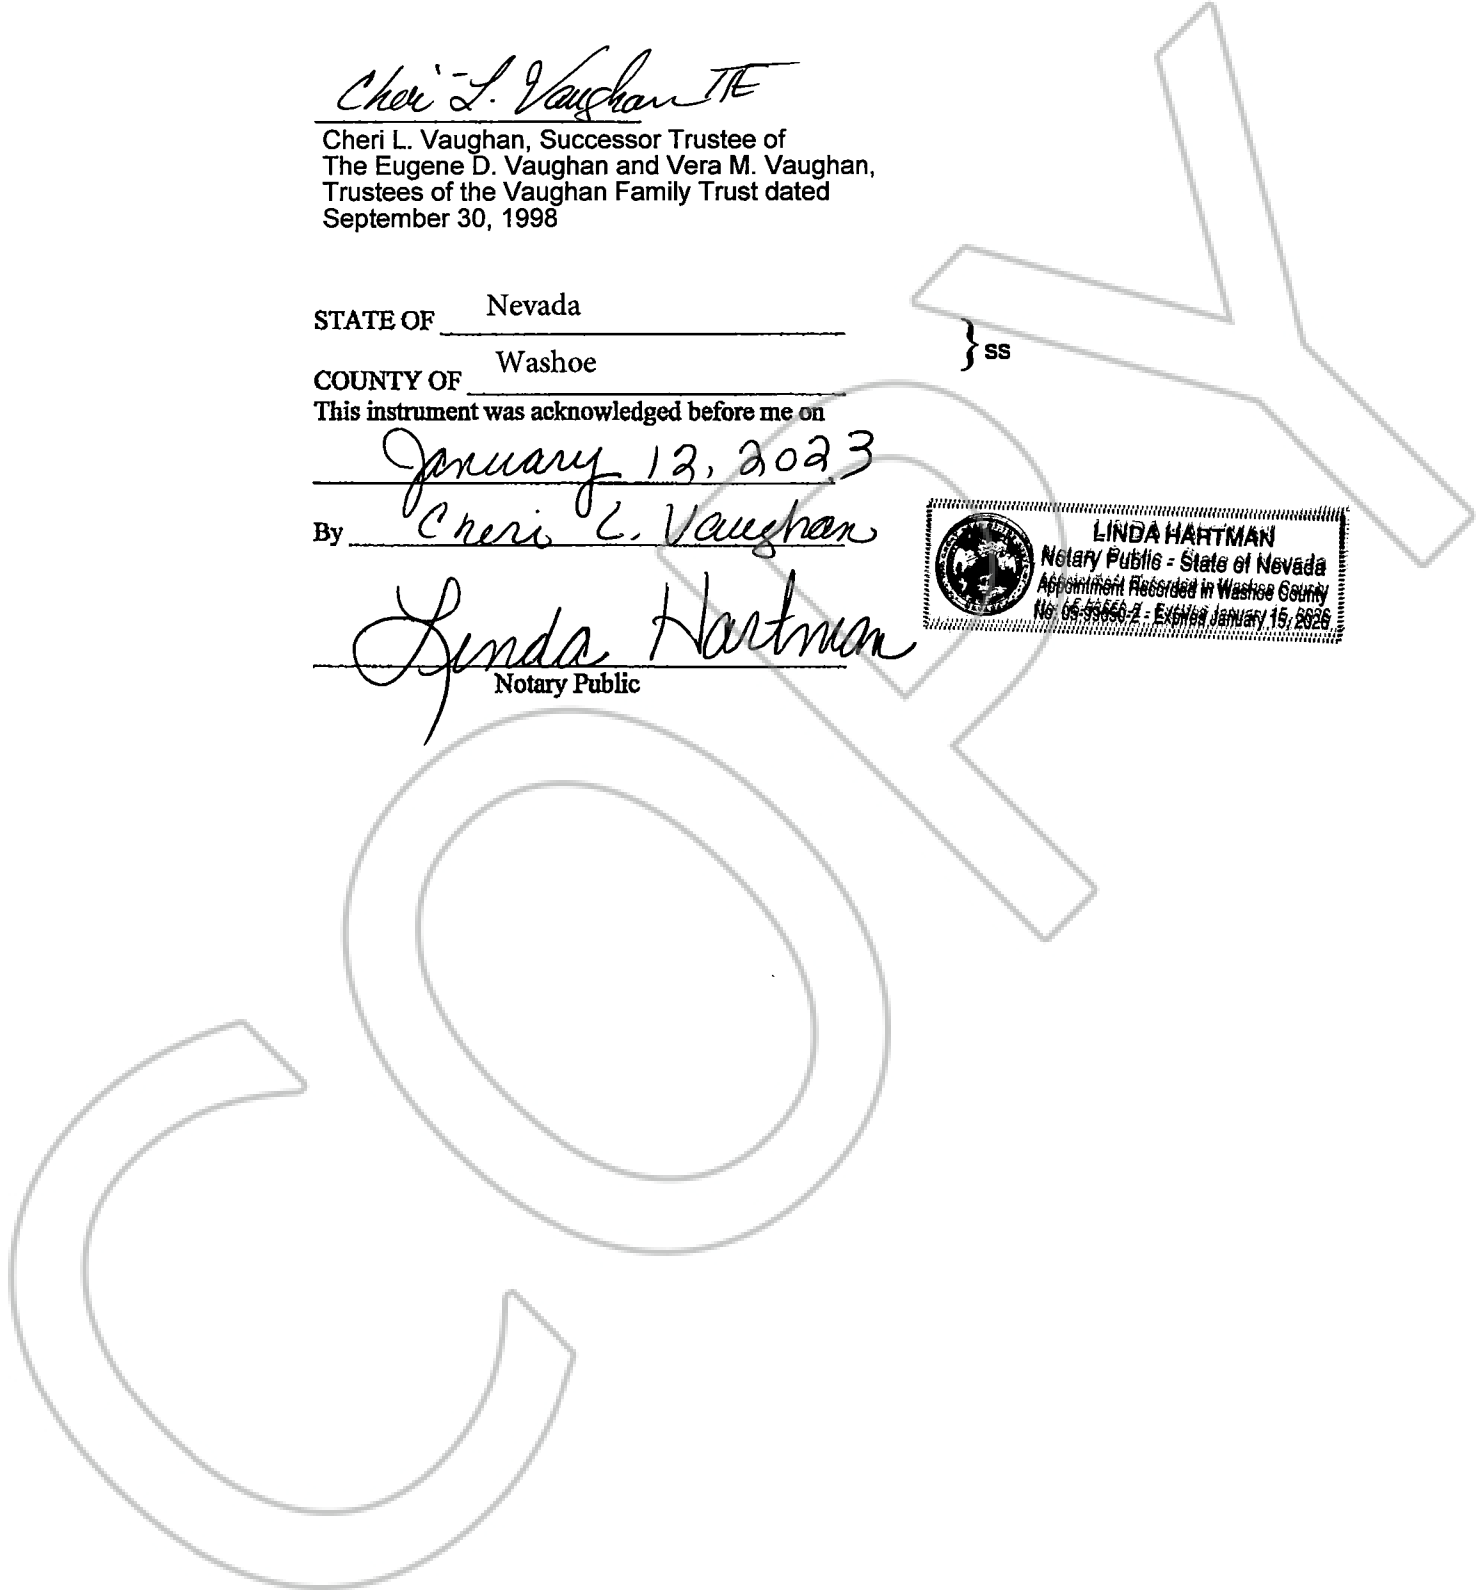 Cheri L. Vaughan TTE
Cheri L. Vaughan, Successor Trustee of
The Eugene D. Vaughan and Vera M. Vaughan,
Trustees of the Vaughan Family Trust dated
September 30, 1998
STATE OF Nevada
COUNTY OF Washoe
} ss
This instrument was acknowledged before me on
January 12, 2023
By Cheri L. Vaughan
Linda Hartman
Notary Public
LINDA HARTMAN
Notary Public - State of Nevada
Appointment Recorded in Washoe County
No: - Expires January 15, 2026
COPY